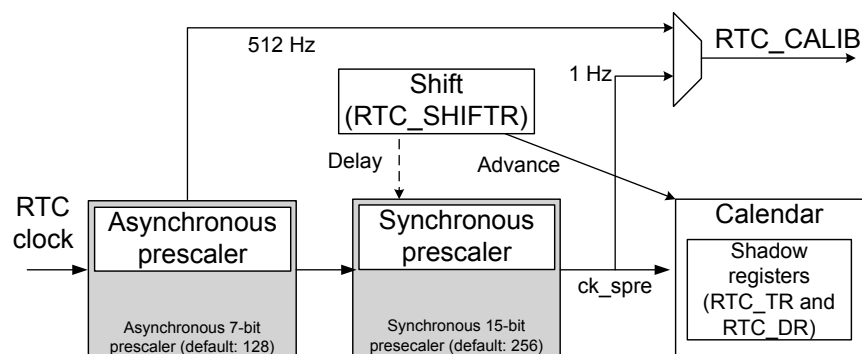 512 Hz
RTC_CALIB
1 Hz
Shift
(RTC_SHIFTR)
Delay
Advance
RTC
clock
Asynchronous
prescaler
Asynchronous 7-bit
prescaler (default: 128)
Synchronous
prescaler
Synchronous 15-bit
presecaler (default: 256)
ck_spre
Calendar
Shadow
registers
(RTC_TR and
RTC_DR)